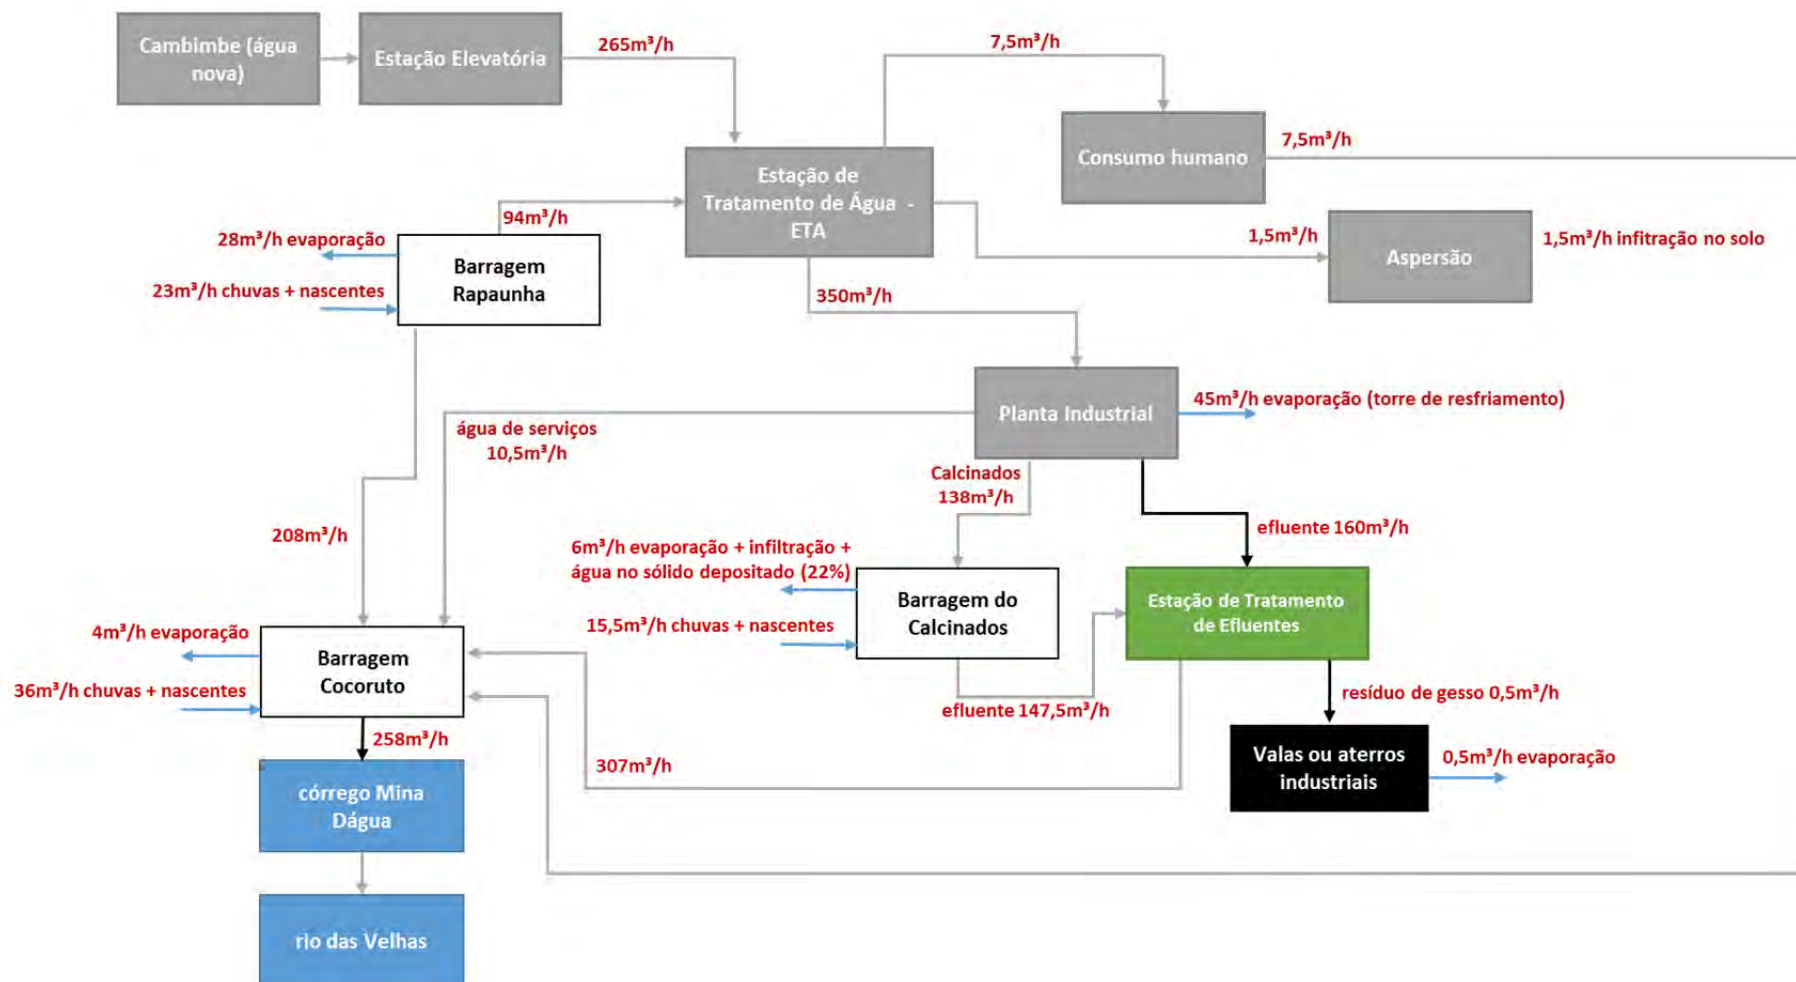 Cambimbe (água
nova)
Estação Elevatória
265m³/h
7,5m³/h
Consumo humano
7,5m³/h
Estação de
Tratamento de Água -
ETA
94m³/h
28m³/h evaporação
23m³/h chuvas + nascentes
Barragem
Rapaunha
1,5m³/h
Aspersão
1,5m³/h infitração no solo
350m³/h
Planta Industrial
45m³/h evaporação (torre de resfriamento)
água de serviços
10,5m³/h
Calcinados
138m³/h
efluente 160m³/h
208m³/h
6m³/h evaporação + infiltração +
água no sólido depositado (22%)
15,5m³/h chuvas + nascentes
Barragem do
Calcinados
Estação de Tratamento
de Efluentes
4m³/h evaporação
36m³/h chuvas + nascentes
Barragem
Cocoruto
efluente 147,5m³/h
resíduo de gesso 0,5m³/h
258m³/h
307m³/h
Valas ou aterros
industriais
0,5m³/h evaporação
córrego Mina
Dágua
rio das Velhas